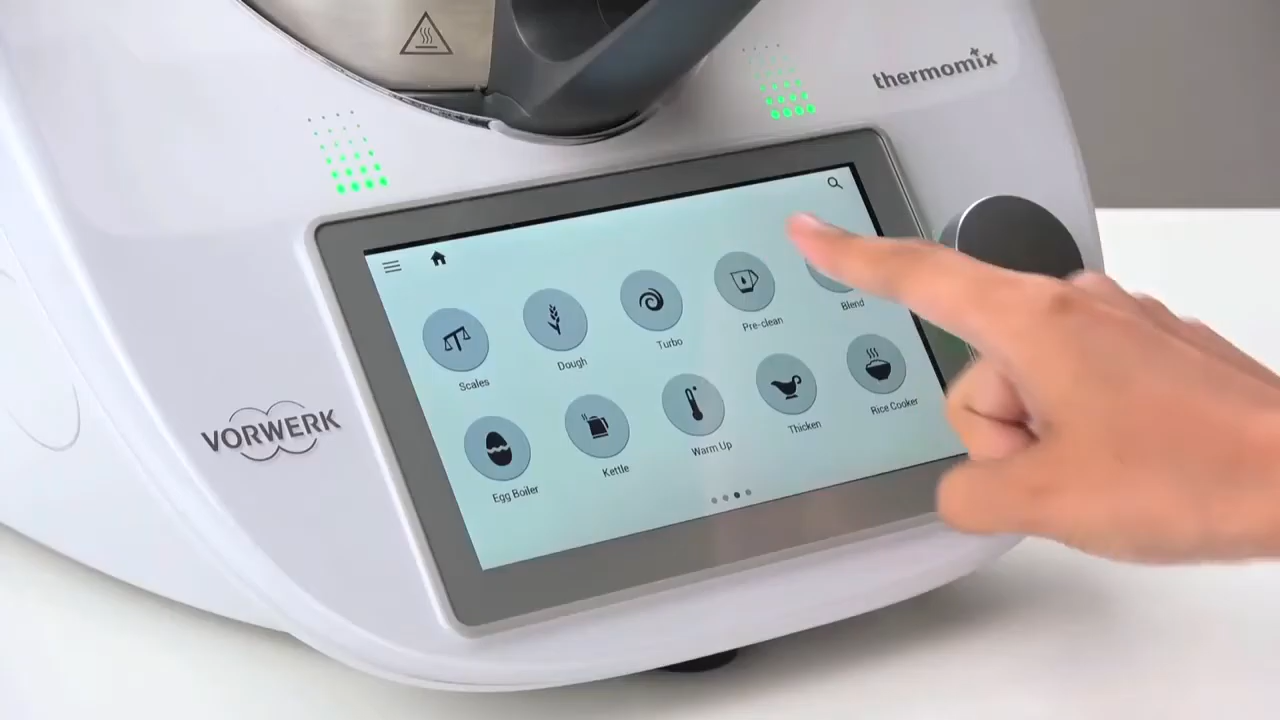 thermomix
Scales
Dough
Turbo
Pre-clean
Blend
Egg Boiler
Kettle
Warm Up
Thicken
Rice Cooker
VORWERK